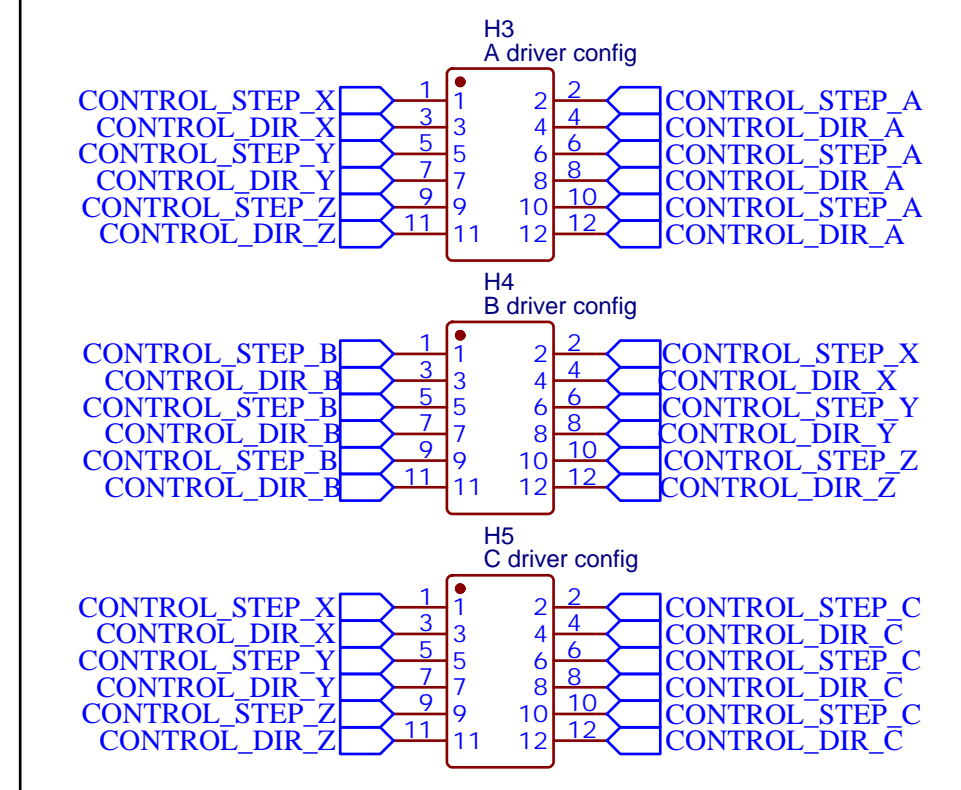 H3
A driver config
CONTROL_STEP_X 1 1 2 2 CONTROL_STEP_A
CONTROL_DIR_X 3 3 4 4 CONTROL_DIR_A
CONTROL_STEP_Y 5 5 6 6 CONTROL_STEP_A
CONTROL_DIR_Y 7 7 8 8 CONTROL_DIR_A
CONTROL_STEP_Z 9 9 10 10 CONTROL_STEP_A
CONTROL_DIR_Z 11 11 12 12 CONTROL_DIR_A
H4
B driver config
CONTROL_STEP_B 1 1 2 2 CONTROL_STEP_X
CONTROL_DIR_B 3 3 4 4 CONTROL_DIR_X
CONTROL_STEP_B 5 5 6 6 CONTROL_STEP_Y
CONTROL_DIR_B 7 7 8 8 CONTROL_DIR_Y
CONTROL_STEP_B 9 9 10 10 CONTROL_STEP_Z
CONTROL_DIR_B 11 11 12 12 CONTROL_DIR_Z
H5
C driver config
CONTROL_STEP_X 1 1 2 2 CONTROL_STEP_C
CONTROL_DIR_X 3 3 4 4 CONTROL_DIR_C
CONTROL_STEP_Y 5 5 6 6 CONTROL_STEP_C
CONTROL_DIR_Y 7 7 8 8 CONTROL_DIR_C
CONTROL_STEP_Z 9 9 10 10 CONTROL_STEP_C
CONTROL_DIR_Z 11 11 12 12 CONTROL_DIR_C